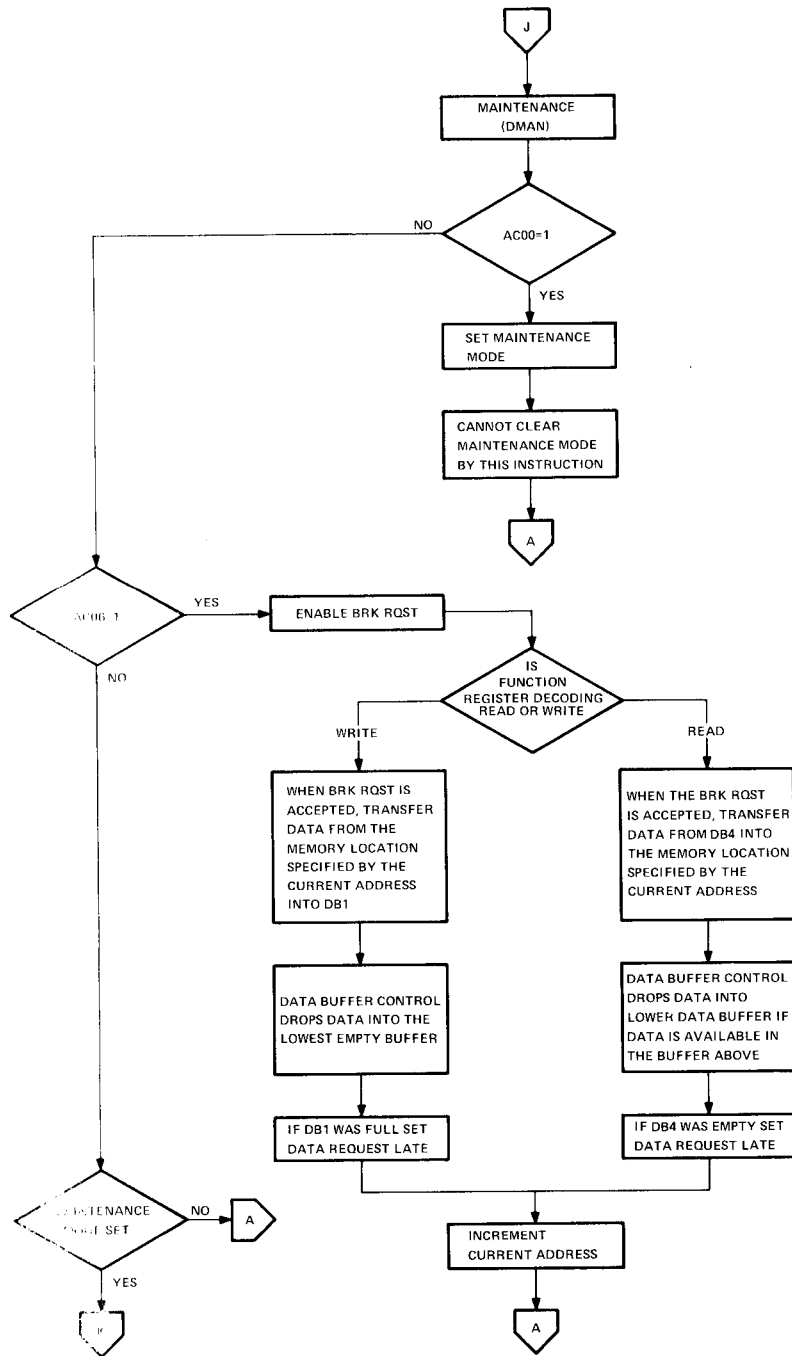 J
MAINTENANCE
(DMAN)
NO
AC00=1
YES
SET MAINTENANCE
MODE
CANNOT CLEAR
MAINTENANCE MODE
BY THIS INSTRUCTION
A
YES
ENABLE BRK RQST
NO
IS
FUNCTION
REGISTER DECODING
READ OR WRITE
WRITE
READ
WHEN BRK RQST IS
ACCEPTED, TRANSFER
DATA FROM THE
MEMORY LOCATION
SPECIFIED BY THE
CURRENT ADDRESS
INTO DB1
WHEN THE BRK RQST
IS ACCEPTED, TRANSFER
DATA FROM DB4 INTO
THE MEMORY LOCATION
SPECIFIED BY THE
CURRENT ADDRESS
DATA BUFFER CONTROL
DROPS DATA INTO THE
LOWEST EMPTY BUFFER
DATA BUFFER CONTROL
DROPS DATA INTO
LOWER DATA BUFFER IF
DATA IS AVAILABLE IN
THE BUFFER ABOVE
IF DB1 WAS FULL SET
DATA REQUEST LATE
IF DB4 WAS EMPTY SET
DATA REQUEST LATE
SET
NO
A
YES
INCREMENT
CURRENT ADDRESS
A